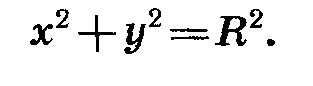 x² + y² = R².